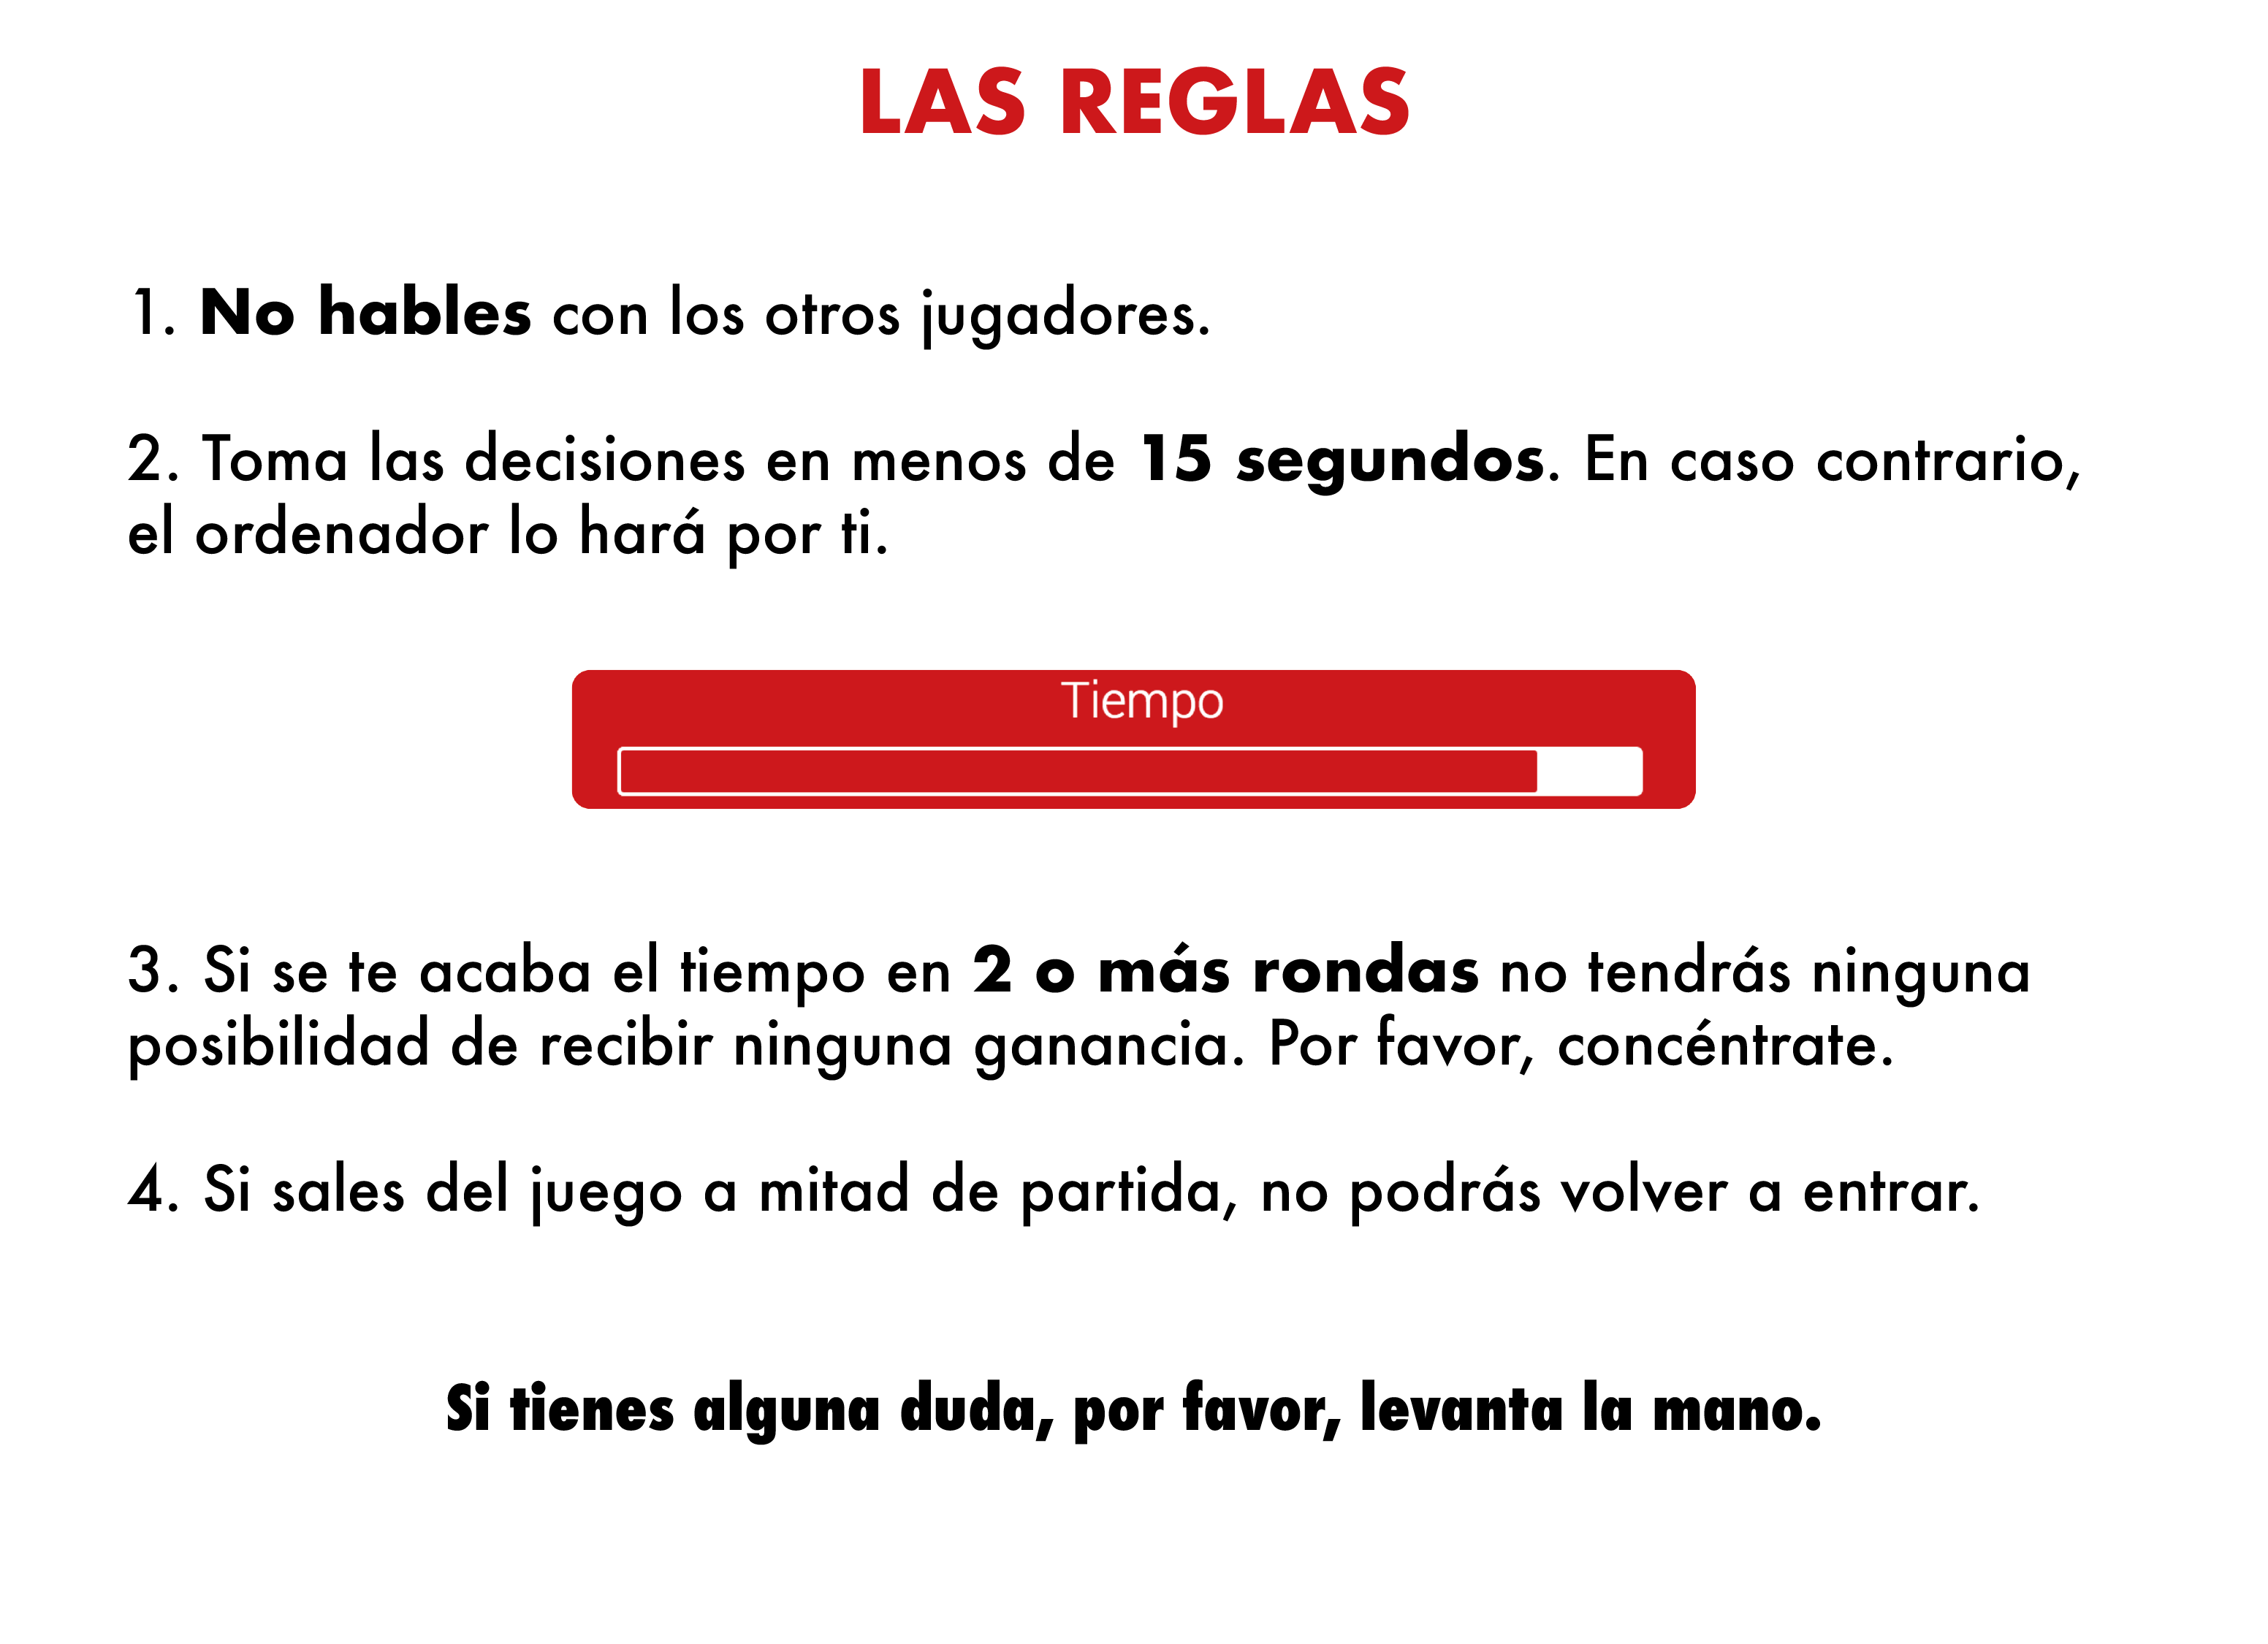 LAS REGLAS
1. No hables con los otros jugadores.
2. Toma las decisiones en menos de 15 segundos. En caso contrario,
el ordenador lo hará por ti.
Tiempo
3. Si se te acaba el tiempo en 2 o más rondas no tendrás ninguna
posibilidad de recibir ninguna ganancia. Por favor, concéntrate.
4. Si sales del juego a mitad de partida, no podrás volver a entrar.
Si tienes alguna duda, por favor, levanta la mano.